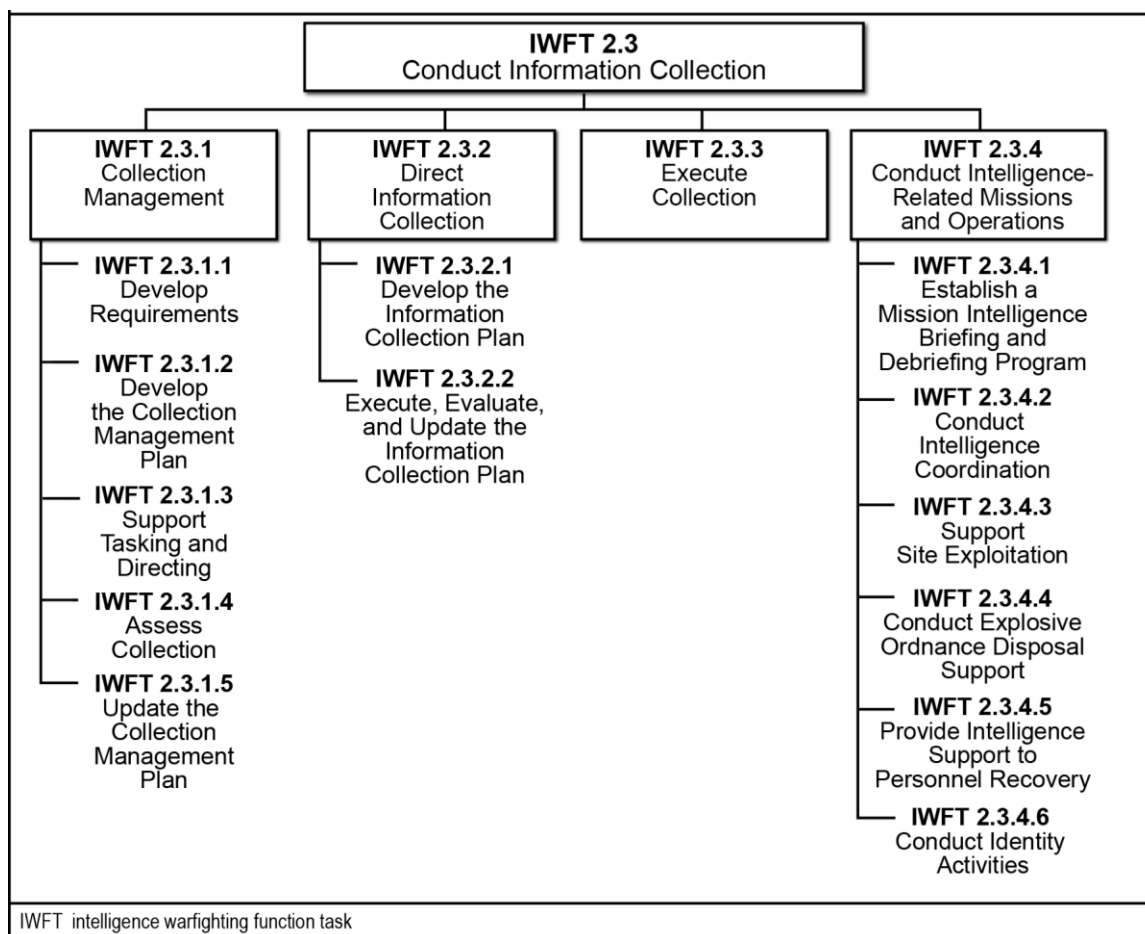 IWFT 2.3
Conduct Information Collection
IWFT 2.3.1
Collection
Management
IWFT 2.3.2
Direct
Information
Collection
IWFT 2.3.3
Execute
Collection
IWFT 2.3.4
Conduct Intelligence-
Related Missions
and Operations
IWFT 2.3.1.1
Develop
Requirements
IWFT 2.3.1.2
Develop
the Collection
Management
Plan
IWFT 2.3.1.3
Support
Tasking and
Directing
IWFT 2.3.1.4
Assess
Collection
IWFT 2.3.1.5
Update the
Collection
Management
Plan
IWFT 2.3.2.1
Develop the
Information
Collection Plan
IWFT 2.3.2.2
Execute, Evaluate,
and Update the
Information
Collection Plan
IWFT 2.3.4.1
Establish a
Mission Intelligence
Briefing and
Debriefing Program
IWFT 2.3.4.2
Conduct
Intelligence
Coordination
IWFT 2.3.4.3
Support
Site Exploitation
IWFT 2.3.4.4
Conduct Explosive
Ordnance Disposal
Support
IWFT 2.3.4.5
Provide Intelligence
Support to
Personnel Recovery
IWFT 2.3.4.6
Conduct Identity
Activities
IWFT intelligence warfighting function task